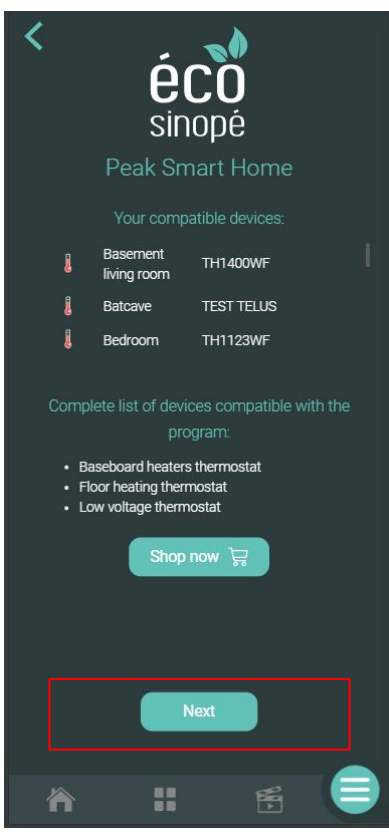 éco
sinopé
Peak Smart Home
Your compatible devices:
Basement
living room TH1400WF
Batcave TEST TELUS
Bedroom TH1123WF
Complete list of devices compatible with the
program:
• Baseboard heaters thermostat
• Floor heating thermostat
• Low voltage thermostat
Shop now
Next